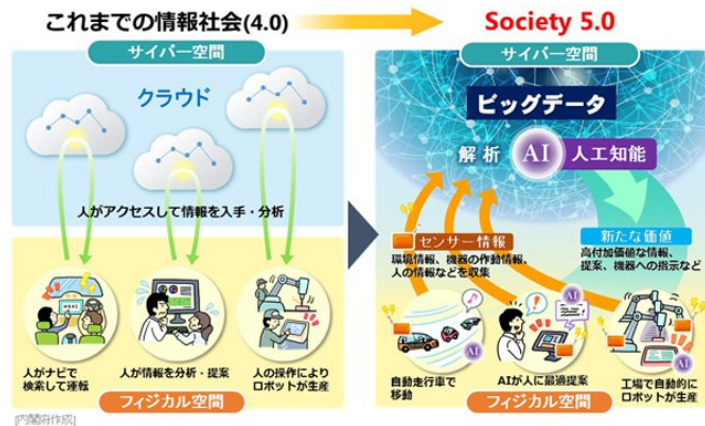 これまでの情報社会(4.0)
サイバー空間
クラウド
人がアクセスして情報を入手・分析
人がナビで
検索して運転
人が情報を分析・提案
人の操作により
ロボットが生産
フィジカル空間
[内閣府作成]
Society 5.0
サイバー空間
ビッグデータ
解析 AI 人工知能
センサー情報
環境情報、機器の作動情報、
人の情報などを収集
新たな価値
高付加価値な情報、
提案、機器への指示など
AI
AI
AI
自動走行車で
移動
AIが人に最適提案
工場で自動的に
ロボットが生産
フィジカル空間